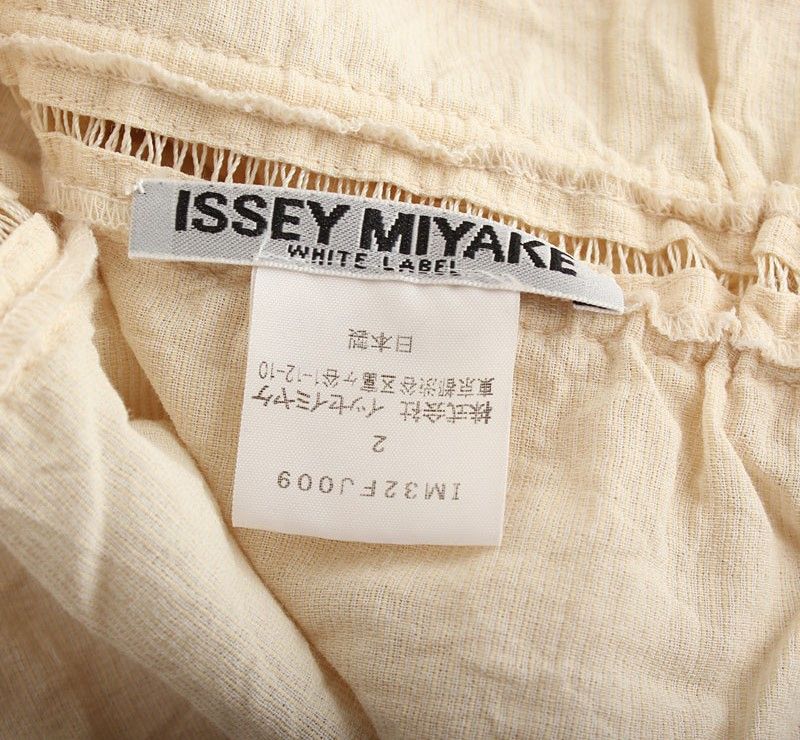 ISSEY MIYAKE
WHITE LABEL
IM32FJ009
2
株式会社 イッセイミヤケ
東京都渋谷区富ヶ谷1-12-10
日本製